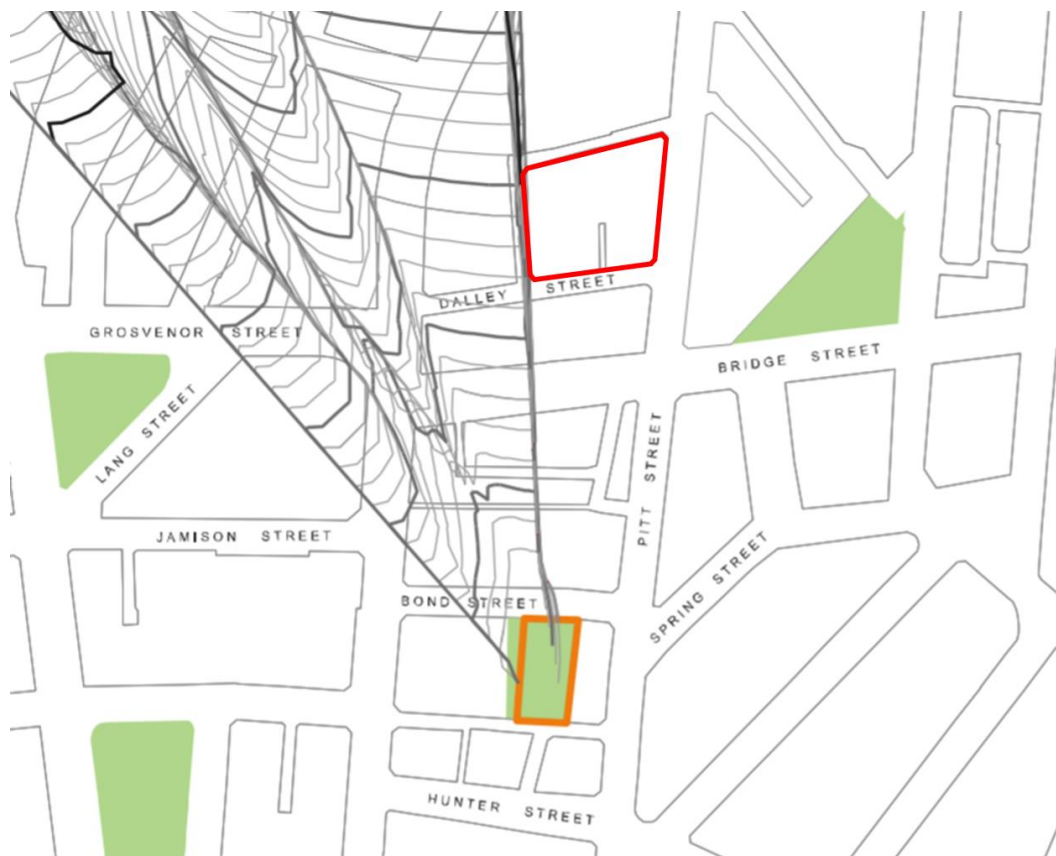 DALLEY STREET
GROSVENOR STREET
BRIDGE STREET
LANG STREET
PITT STREET
JAMISON STREET
SPRING STREET
BOND STREET
HUNTER STREET